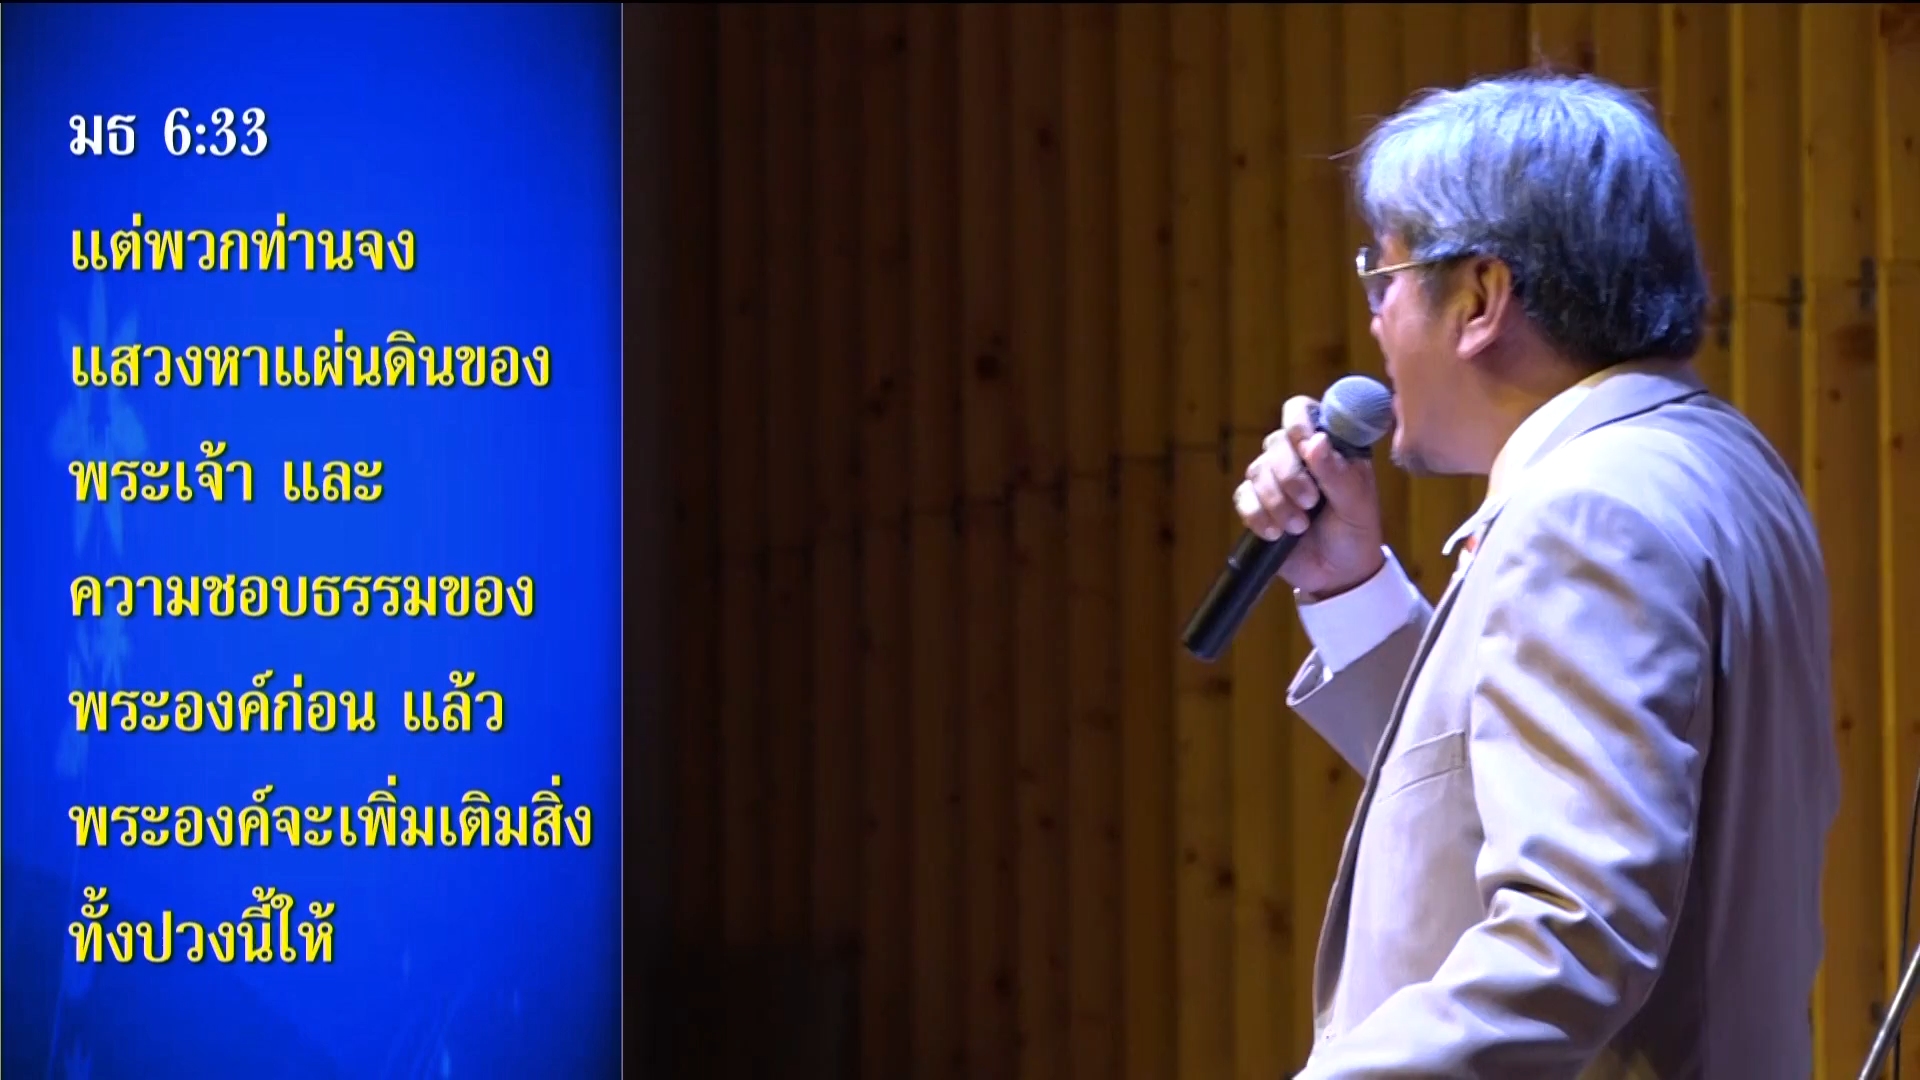 มธ 6:33
แต่พวกท่านจง
แสวงหาแผ่นดินของ
พระเจ้า และ
ความชอบธรรมของ
พระองค์ก่อน แล้ว
พระองค์จะเพิ่มเติมสิ่ง
ทั้งปวงนี้ให้